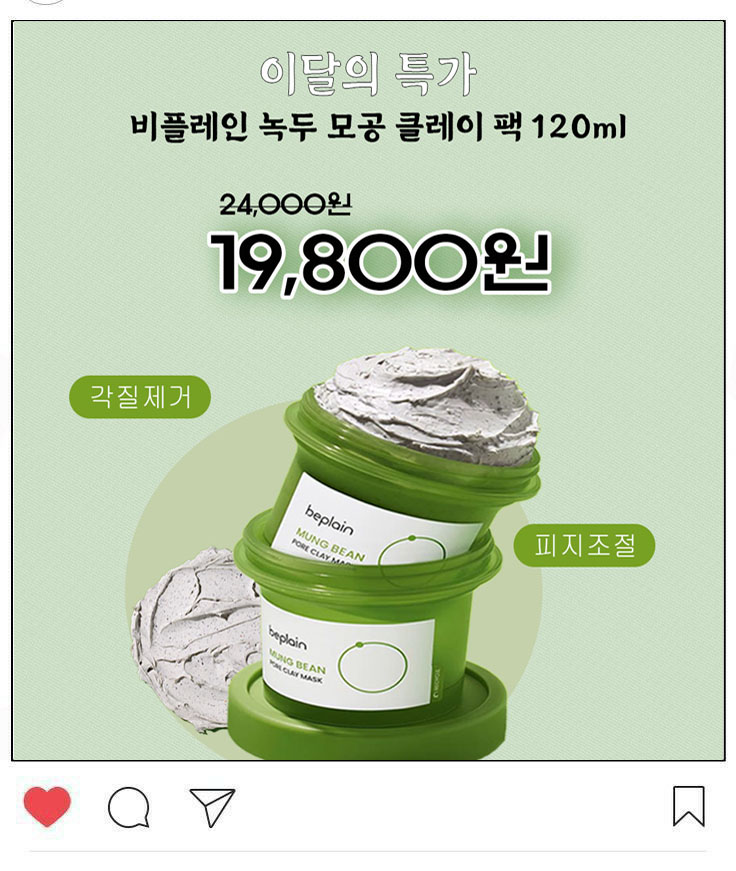 이달의 특가
비플레인 녹두 모공 클레이 팩 120ml
24,000원
19,800원
각질제거
beplain
MUNG BEAN
PORE CLAY
피지조절
beplain
MUNG BEAN
PORE CLAY MASK